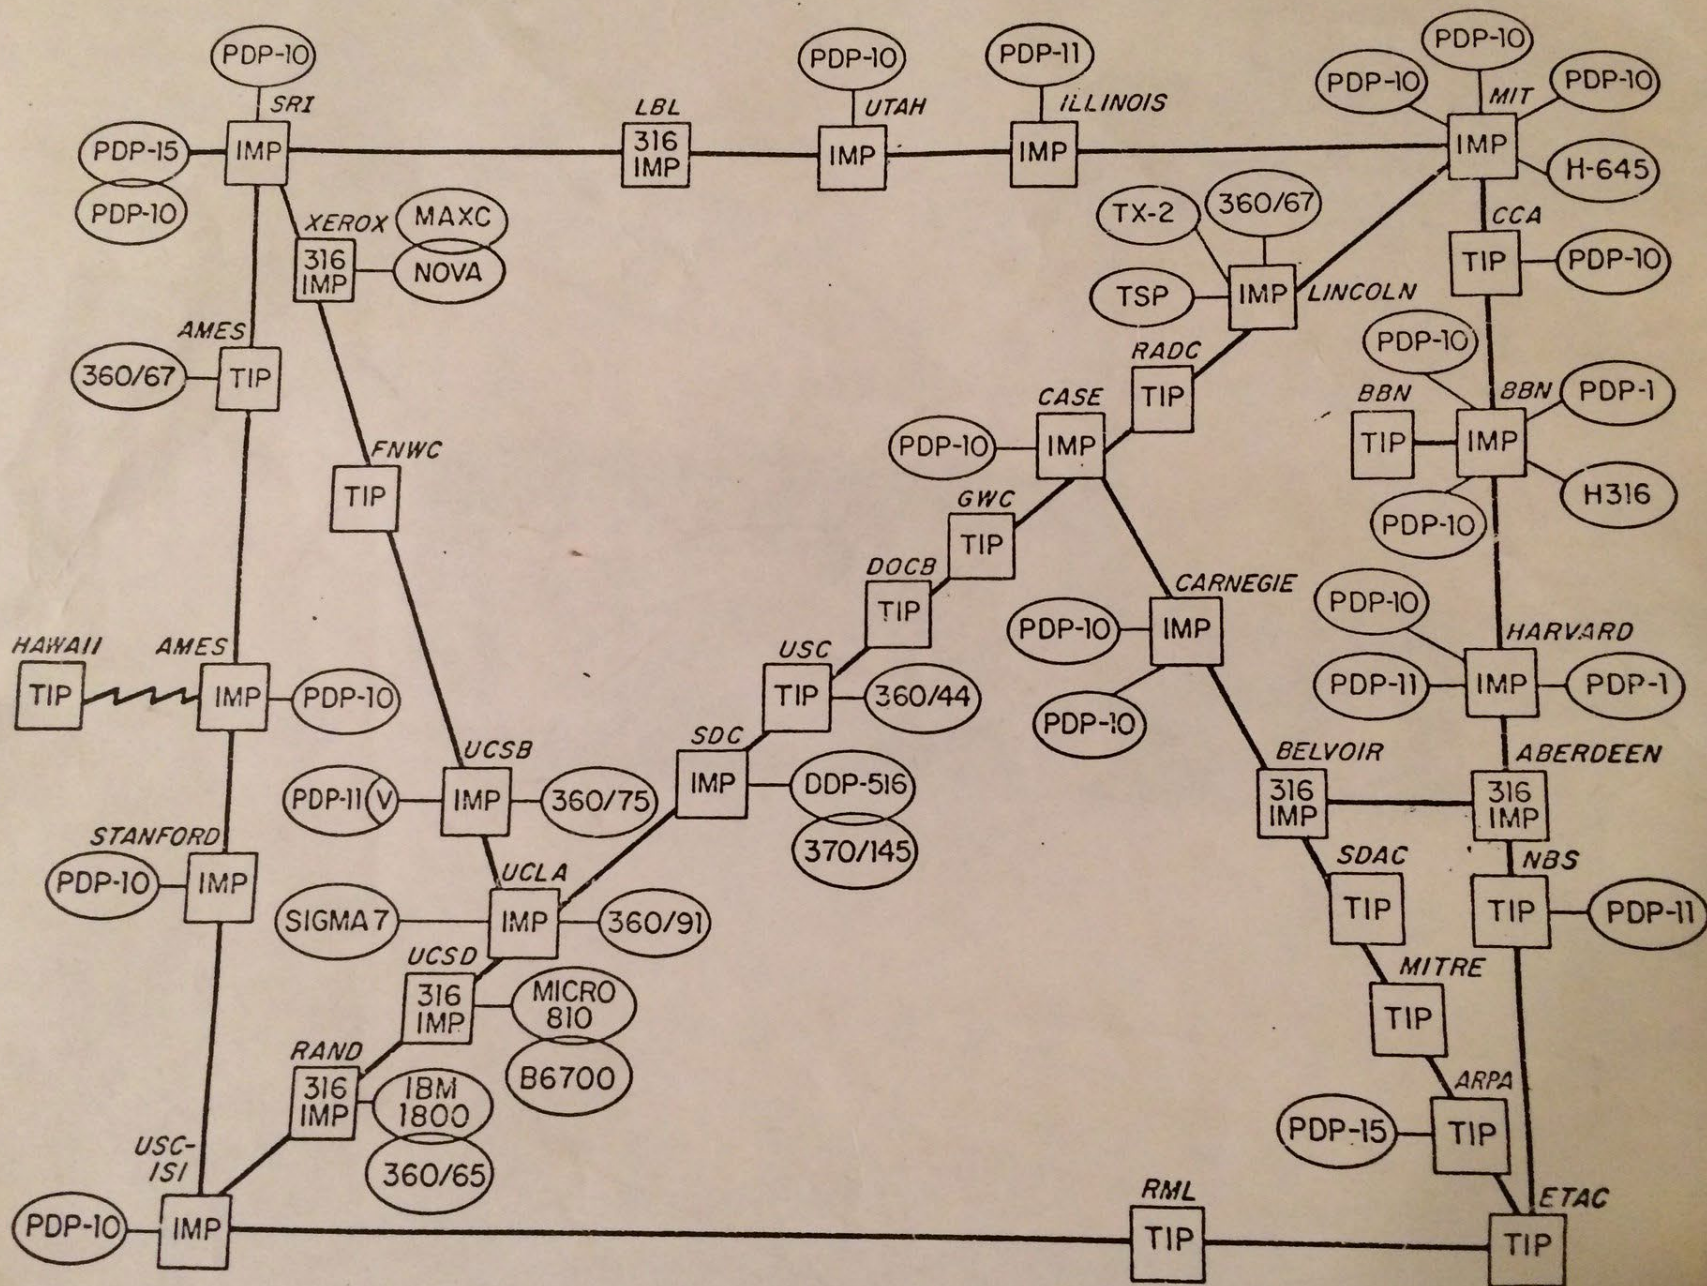 PDP-10
PDP-10
PDP-11
PDP-10
PDP-10
PDP-10
SRI
LBL
UTAH
ILLINOIS
MIT
PDP-15
IMP
316
IMP
IMP
IMP
IMP
H-645
PDP-10
XEROX
MAXC
NOVA
316
IMP
TX-2
360/67
TSP
IMP
LINCOLN
CCA
TIP
PDP-10
AMES
360/67
TIP
RADC
TIP
PDP-10
BBN
TIP
BBN
IMP
PDP-1
H316
PDP-10
CASE
PDP-10
IMP
FNWC
TIP
GWC
TIP
DOCB
TIP
CARNEGIE
PDP-10
IMP
PDP-10
PDP-10
HARVARD
PDP-11
IMP
PDP-1
HAWAII
TIP
AMES
IMP
PDP-10
USC
TIP
360/44
SDC
IMP
DDP-516
370/145
UCSB
PDP-11
V
IMP
360/75
BELVOIR
316
IMP
ABERDEEN
316
IMP
STANFORD
PDP-10
IMP
UCLA
SIGMA 7
IMP
360/91
SDAC
TIP
NBS
TIP
PDP-11
UCSD
316
IMP
MICRO
810
B6700
MITRE
TIP
RAND
316
IMP
IBM
1800
360/65
ARPA
PDP-15
TIP
USC-
ISI
PDP-10
IMP
RML
TIP
ETAC
TIP